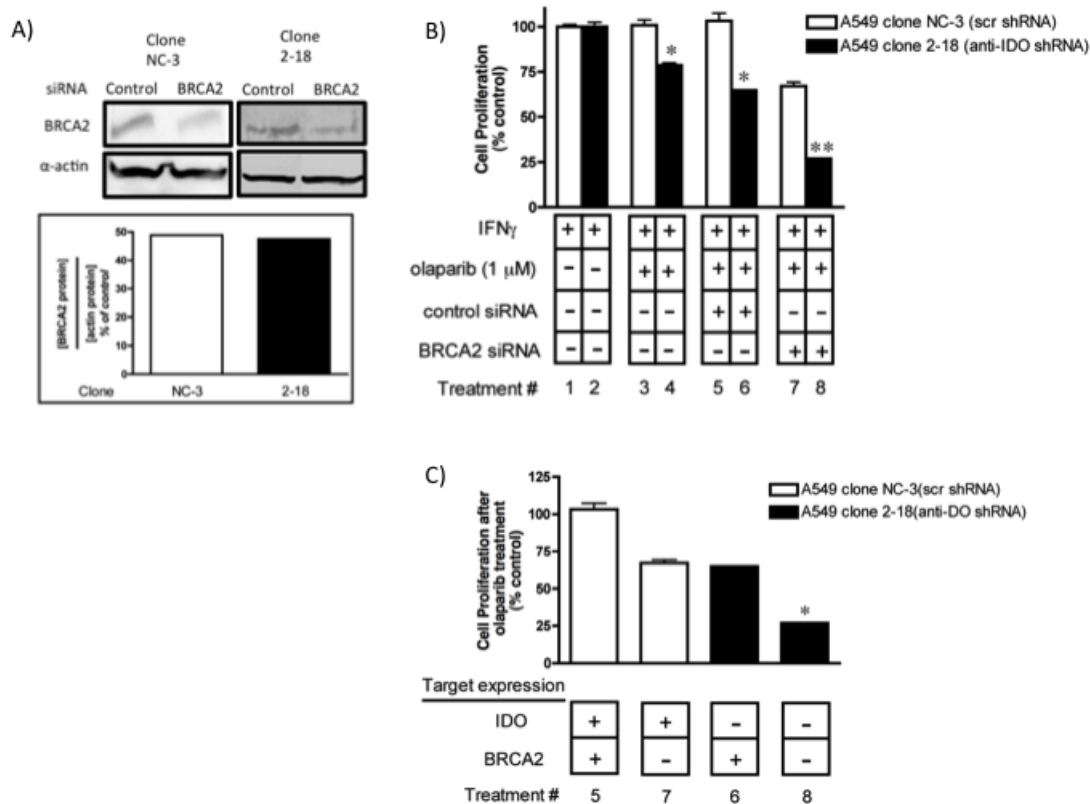 A)
Clone NC-3
Clone 2-18
siRNA Control BRCA2 Control BRCA2
BRCA2
α-actin
[BRCA2 protein]
[actin protein]
% of control
50
40
30
20
10
0
Clone NC-3 2-18
B)
A549 clone NC-3 (scr shRNA)
A549 clone 2-18 (anti-IDO shRNA)
Cell Proliferation
(% control)
100
75
50
25
0
* * **
IFNγ + + + + + + + +
olaparib (1 μM) - - + + + + + +
control siRNA - - - - + + - -
BRCA2 siRNA - - - - - - + +
Treatment # 1 2 3 4 5 6 7 8
C)
A549 clone NC-3(scr shRNA)
A549 clone 2-18(anti-DO shRNA)
Cell Proliferation after
olaparib treatment
(% control)
125
100
75
50
25
0
*
Target expression
IDO + + - -
BRCA2 + - + -
Treatment # 5 7 6 8